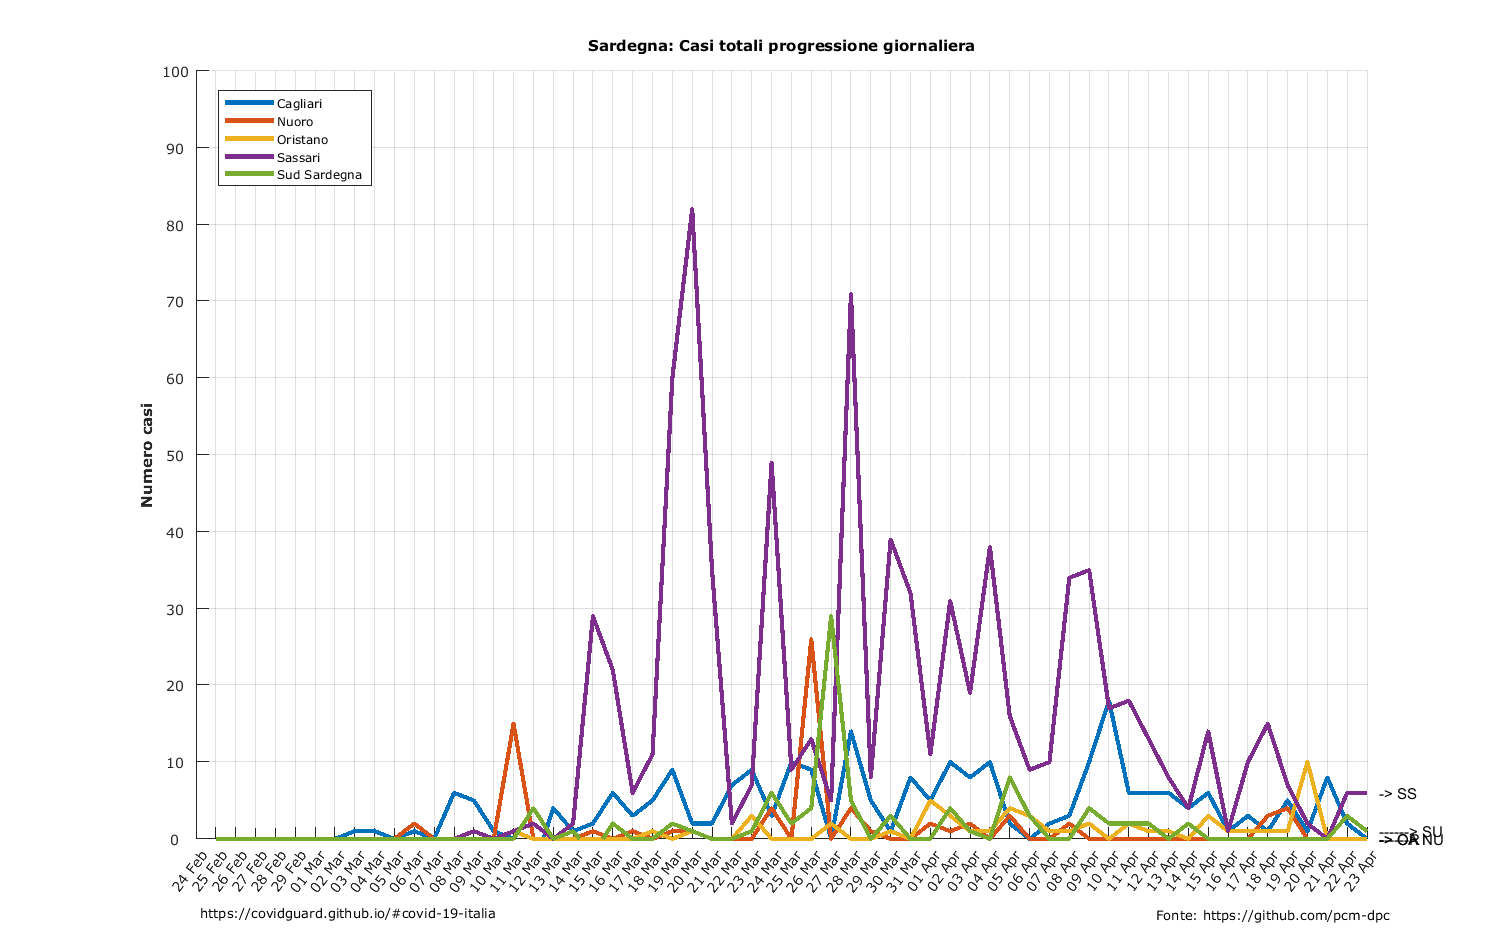 Sardegna: Casi totali progressione giornaliera
100
90
80
70
60
50
40
30
20
10
0
Numero casi
Cagliari
Nuoro
Oristano
Sassari
Sud Sardegna
-> SS
-----> SU
-> CA
24 Feb
25 Feb
26 Feb
27 Feb
28 Feb
29 Feb
01 Mar
02 Mar
03 Mar
04 Mar
05 Mar
06 Mar
07 Mar
08 Mar
09 Mar
10 Mar
11 Mar
12 Mar
13 Mar
14 Mar
15 Mar
16 Mar
17 Mar
18 Mar
19 Mar
20 Mar
21 Mar
22 Mar
23 Mar
24 Mar
25 Mar
26 Mar
27 Mar
28 Mar
29 Mar
30 Mar
31 Mar
01 Apr
02 Apr
03 Apr
04 Apr
05 Apr
06 Apr
07 Apr
08 Apr
09 Apr
10 Apr
11 Apr
12 Apr
13 Apr
14 Apr
15 Apr
16 Apr
17 Apr
18 Apr
19 Apr
20 Apr
21 Apr
22 Apr
23 Apr
https://covidguard.github.io/#covid-19-italia
Fonte: https://github.com/pcm-dpc